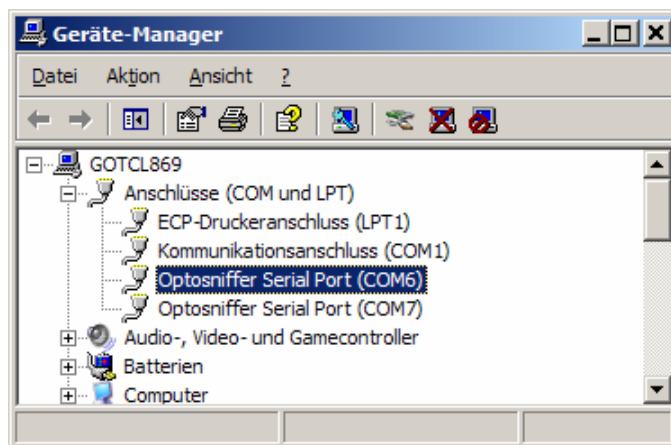 Geräte-Manager
Datei Aktion Ansicht ?
GOTCL869
Anschlüsse (COM und LPT)
ECP-Druckeranschluss (LPT1)
Kommunikationsanschluss (COM1)
Optosniffer Serial Port (COM6)
Optosniffer Serial Port (COM7)
Audio-, Video- und Gamecontroller
Batterien
Computer